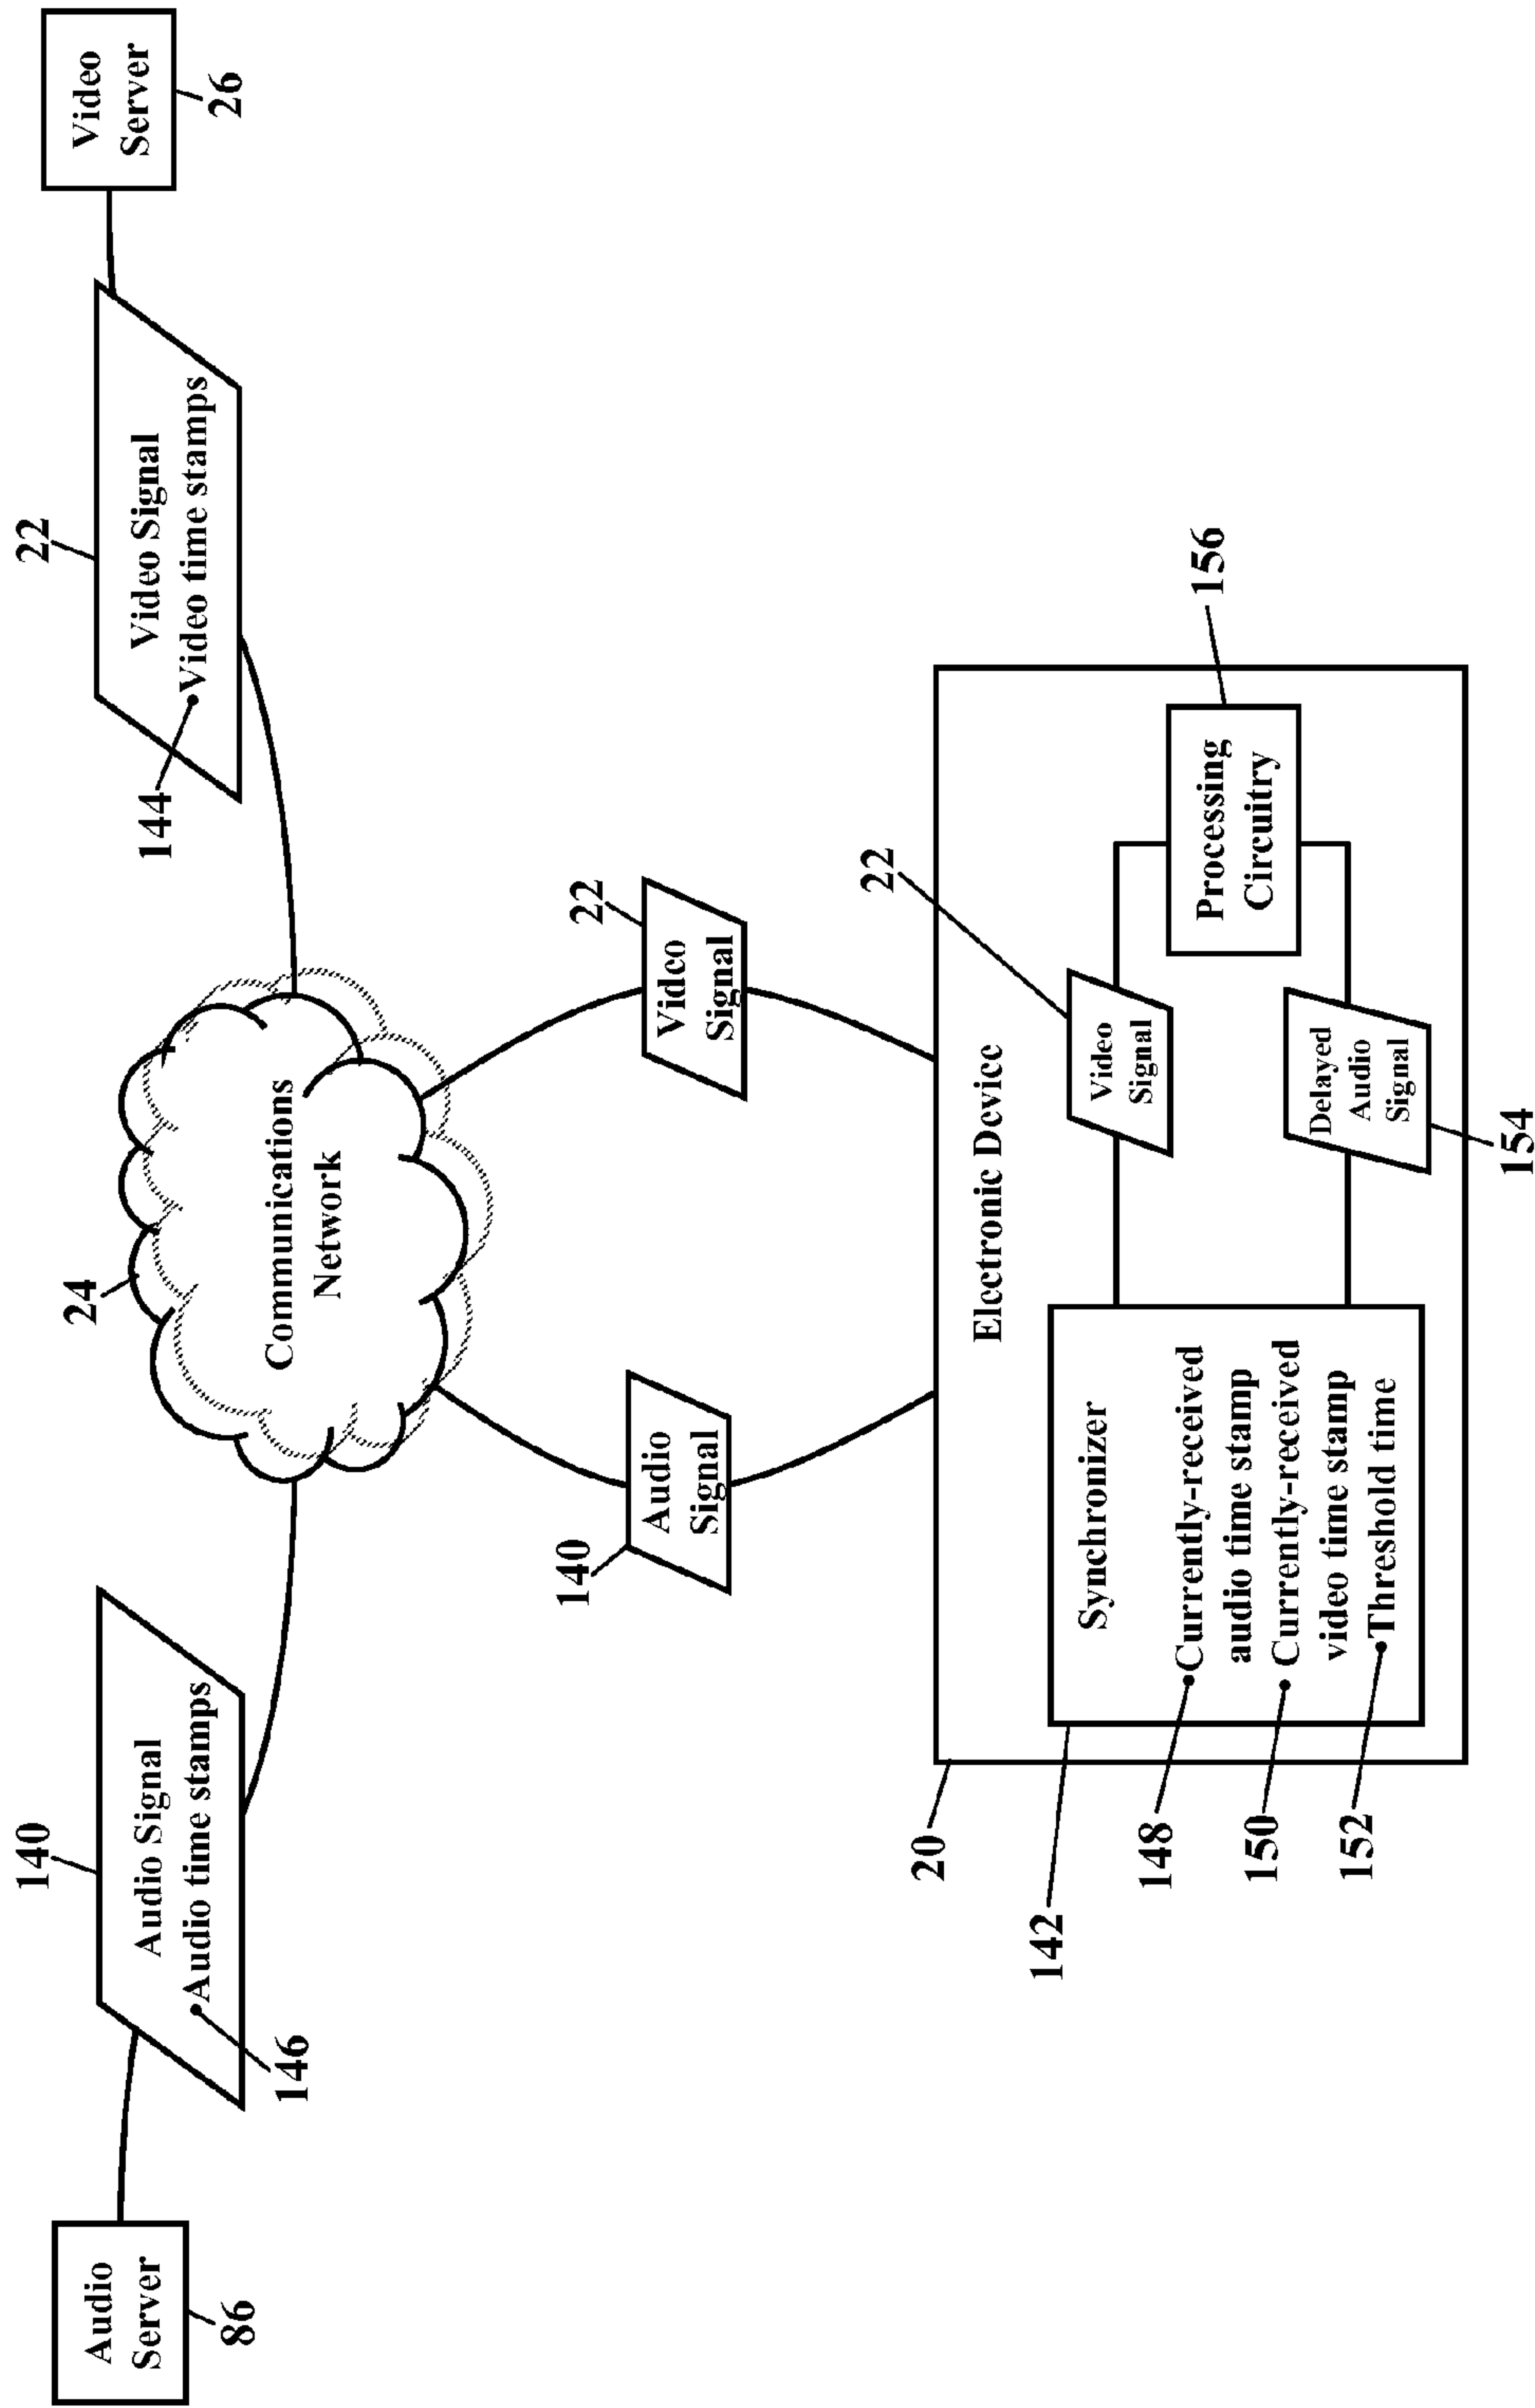 140
22
Audio Signal
Audio time stamps
146
Video Signal
Video time stamps
144
Audio
Server
86
Video
Server
26
24
Communications
Network
140
Audio
Signal
22
Video
Signal
20
Electronic Device
142
Synchronizer
148
Currently-received
audio time stamp
150
Currently-received
video time stamp
152
Threshold time
22
Video
Signal
Delayed
Audio
Signal
154
Processing
Circuitry
156